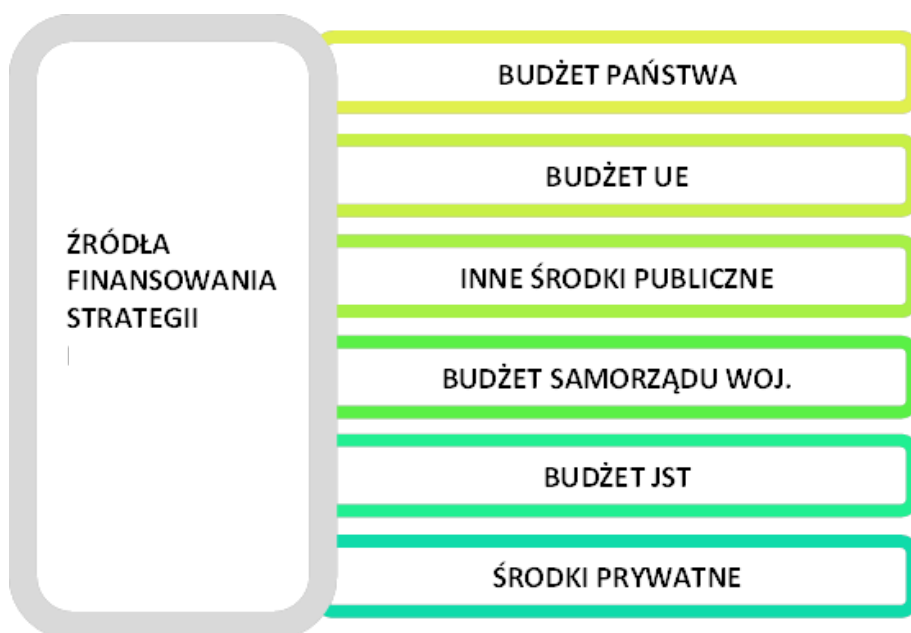 ŹRÓDŁA
FINANSOWANIA
STRATEGII
BUDŻET PAŃSTWA
BUDŻET UE
INNE ŚRODKI PUBLICZNE
BUDŻET SAMORZĄDU WOJ.
BUDŻET JST
ŚRODKI PRYWATNE